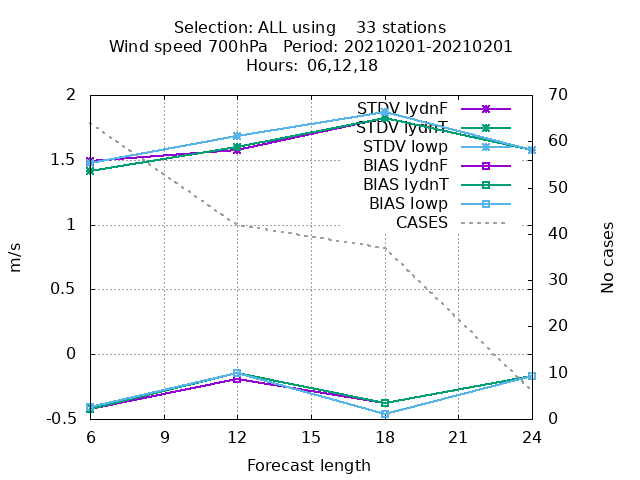 Selection: ALL using    33 stations
Wind speed 700hPa   Period: 20210201-20210201
Hours:  06,12,18
STDV lydnF
STDV lydnT
STDV lowp
BIAS lydnF
BIAS lydnT
BIAS lowp
CASES
2
1.5
1
0.5
0
-0.5
m/s
70
60
50
40
30
20
10
0
No cases
6 9 12 15 18 21 24
Forecast length